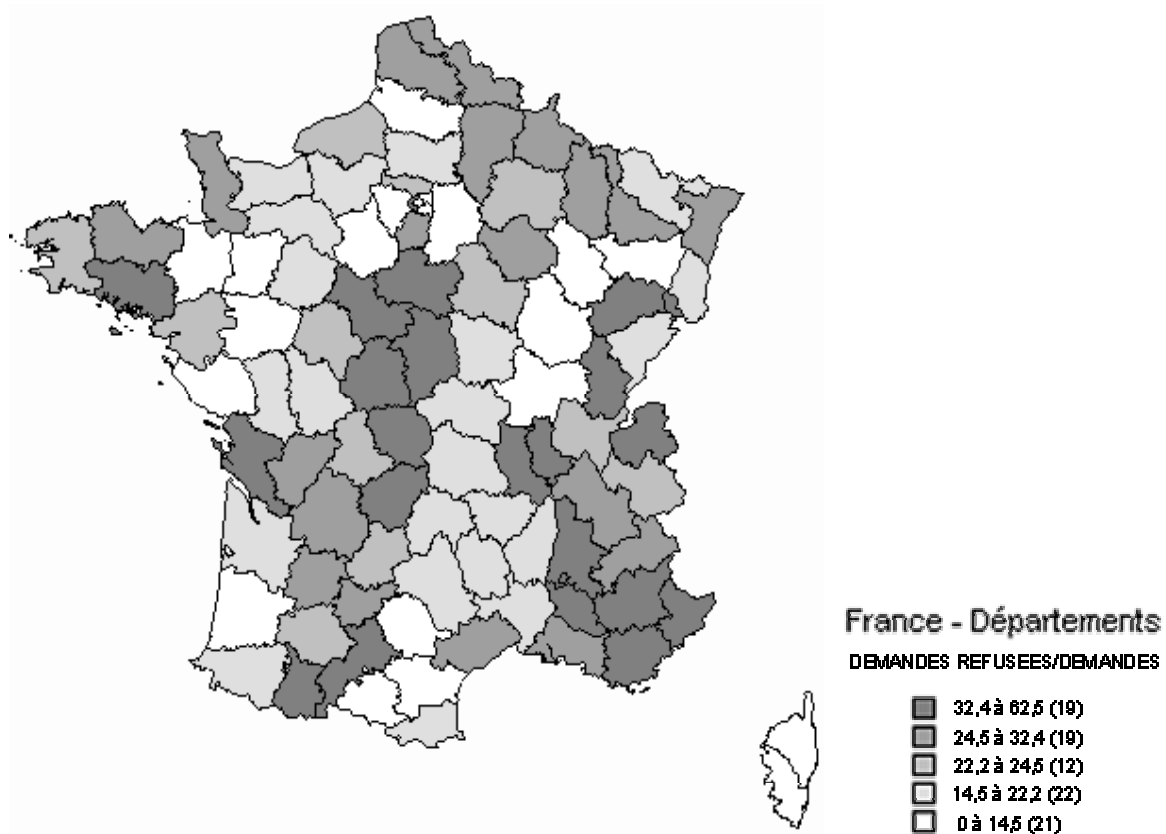 France - Départements
DEMANDES REFUSEES/DEMANDES
32,4 à 62,5 (19)
24,5 à 32,4 (19)
22,2 à 24,5 (12)
14,5 à 22,2 (22)
0 à 14,5 (21)